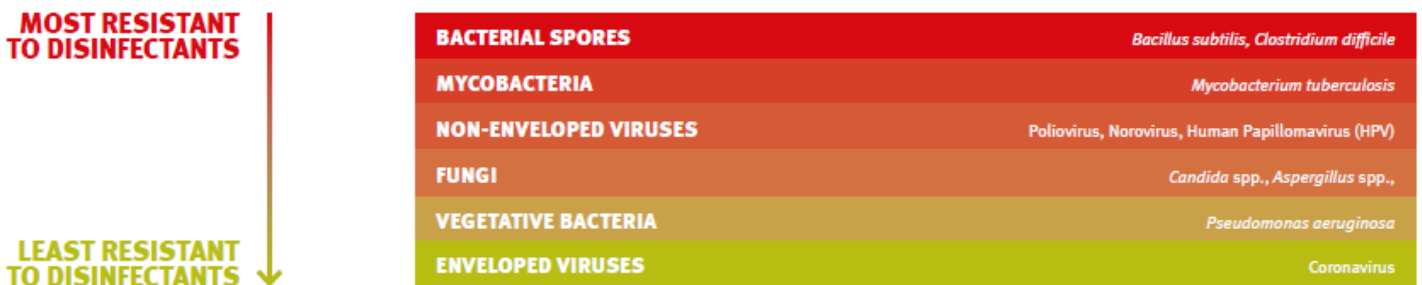 MOST RESISTANT
TO DISINFECTANTS
BACTERIAL SPORES Bacillus subtilis, Clostridium difficile
MYCOBACTERIA Mycobacterium tuberculosis
NON-ENVELOPED VIRUSES Poliovirus, Norovirus, Human Papillomavirus (HPV)
FUNGI Candida spp., Aspergillus spp.,
VEGETATIVE BACTERIA Pseudomonas aeruginosa
LEAST RESISTANT
TO DISINFECTANTS
ENVELOPED VIRUSES Coronavirus